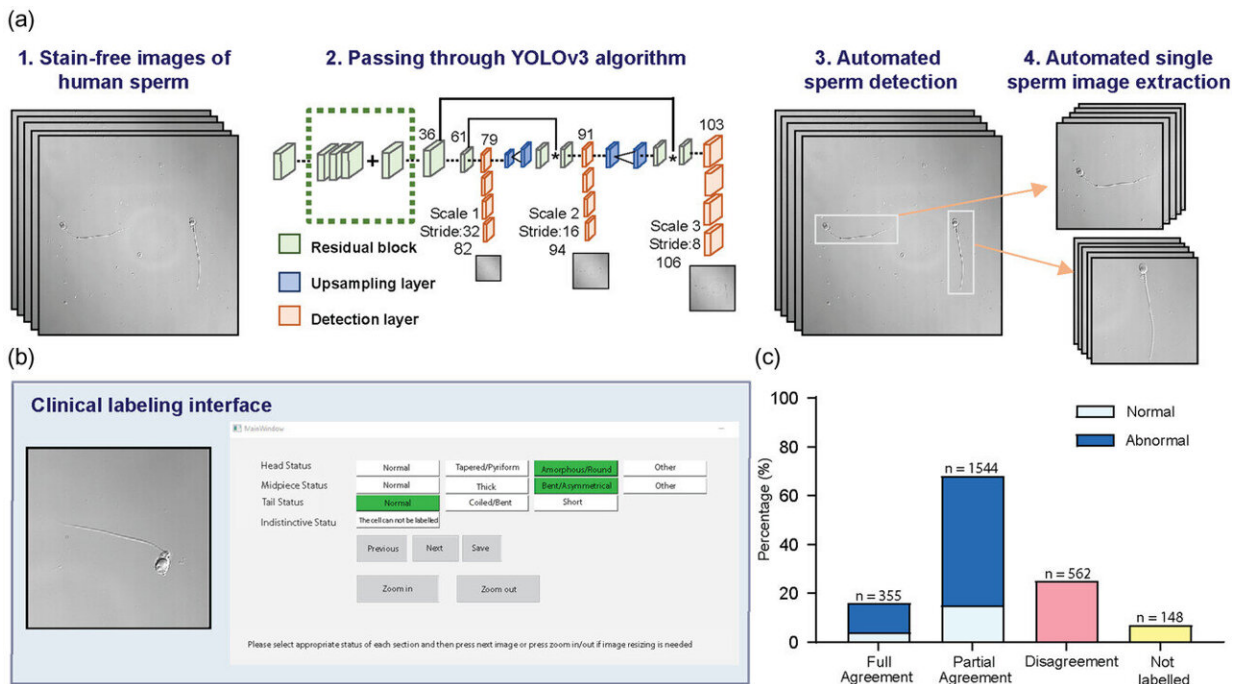 (a)
1. Stain-free images of
human sperm
2. Passing through YOLOv3 algorithm
3. Automated
sperm detection
4. Automated single
sperm image extraction
36
61
79
91
103
+
*
*
Scale 1
Stride:32
82
Scale 2
Stride:16
94
Scale 3
Stride:8
106
Residual block
Upsampling layer
Detection layer
(b)
Clinical labeling interface
MainWindow
Head Status
Normal
Tapered/Pyriform
Amorphous/Round
Other
Midpiece Status
Normal
Thick
Bent/Asymmetrical
Other
Tail Status
Normal
Coiled/Bent
Short
Indistinctive Statu
The cell can not be labelled
Previous
Next
Save
Zoom in
Zoom out
Please select appropriate status of each section and then press next image or press zoom in/out if image resizing is needed
(c)
Percentage (%)
100
80
60
40
20
0
Normal
Abnormal
n = 355
n = 1544
n = 562
n = 148
Full
Agreement
Partial
Agreement
Disagreement
Not
labelled